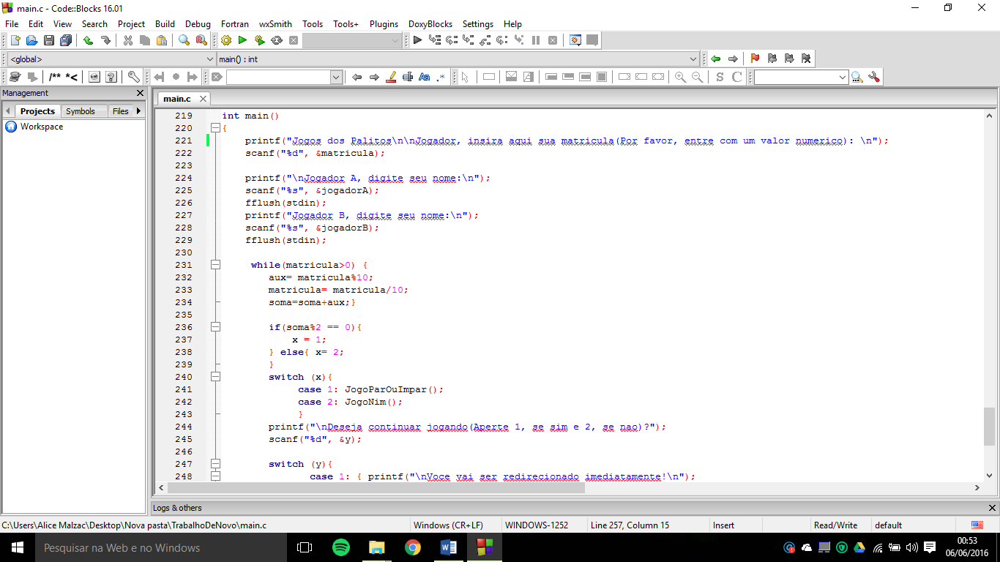 main.c - Code::Blocks 16.01
File Edit View Search Project Build Debug Fortran wxSmith Tools Tools+ Plugins DoxyBlocks Settings Help
<global> main() : int
/** *<
Aa .*
S C
Management
main.c
Projects Symbols Files
Workspace
219 int main()
220 {
221 printf("Jogos dos Palitos\n\nJogador, insira aqui sua matricula(Por favor, entre com um valor numerico): \n");
222 scanf("%d", &matricula);
223
224 printf("\nJogador A, digite seu nome:\n");
225 scanf("%s", &jogadorA);
226 fflush(stdin);
227 printf("Jogador B, digite seu nome:\n");
228 scanf("%s", &jogadorB);
229 fflush(stdin);
230
231 while(matricula>0) {
232 aux= matricula%10;
233 matricula= matricula/10;
234 soma=soma+aux;}
235
236 if(soma%2 == 0){
237 x = 1;
238 } else{ x= 2;
239 }
240 switch (x){
241 case 1: JogoParOuImpar();
242 case 2: JogoNim();
243 }
244 printf("\nDeseja continuar jogando(Aperte 1, se sim e 2, se nao)?");
245 scanf("%d", &y);
246
247 switch (y){
248 case 1: { printf("\nVoce vai ser redirecionado imediatamente!\n");
Logs & others
C:\Users\Alice Malzac\Desktop\Nova pasta\TrabalhoDeNovo\main.c Windows (CR+LF) WINDOWS-1252 Line 257, Column 15 Insert Read/Write default
Pesquisar na Web e no Windows
00:53
06/06/2016